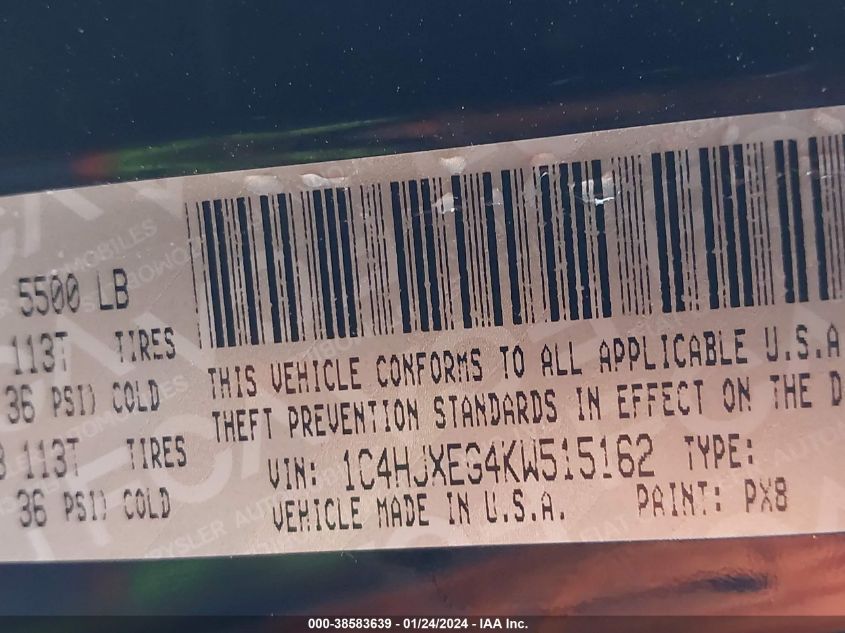 5500 LB
113T TIRES
36 PSI) COLD
113T TIRES
36 PSI) COLD
THIS VEHICLE CONFORMS TO ALL APPLICABLE U.S.A
THEFT PREVENTION STANDARDS IN EFFECT ON THE D
VIN: 1C4HJXEG4KW515162 TYPE:
VEHICLE MADE IN U.S.A. PAINT: PX8
000-38583639 - 01/24/2024 - IAA Inc.